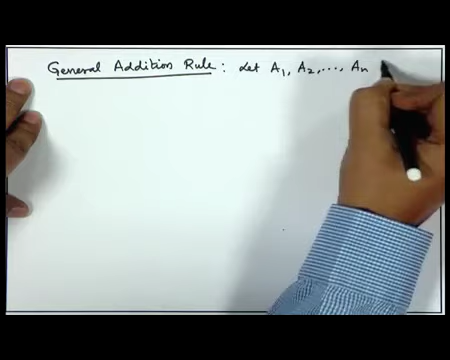 General Addition Rule : Let A₁, A₂, ..., Aₙ